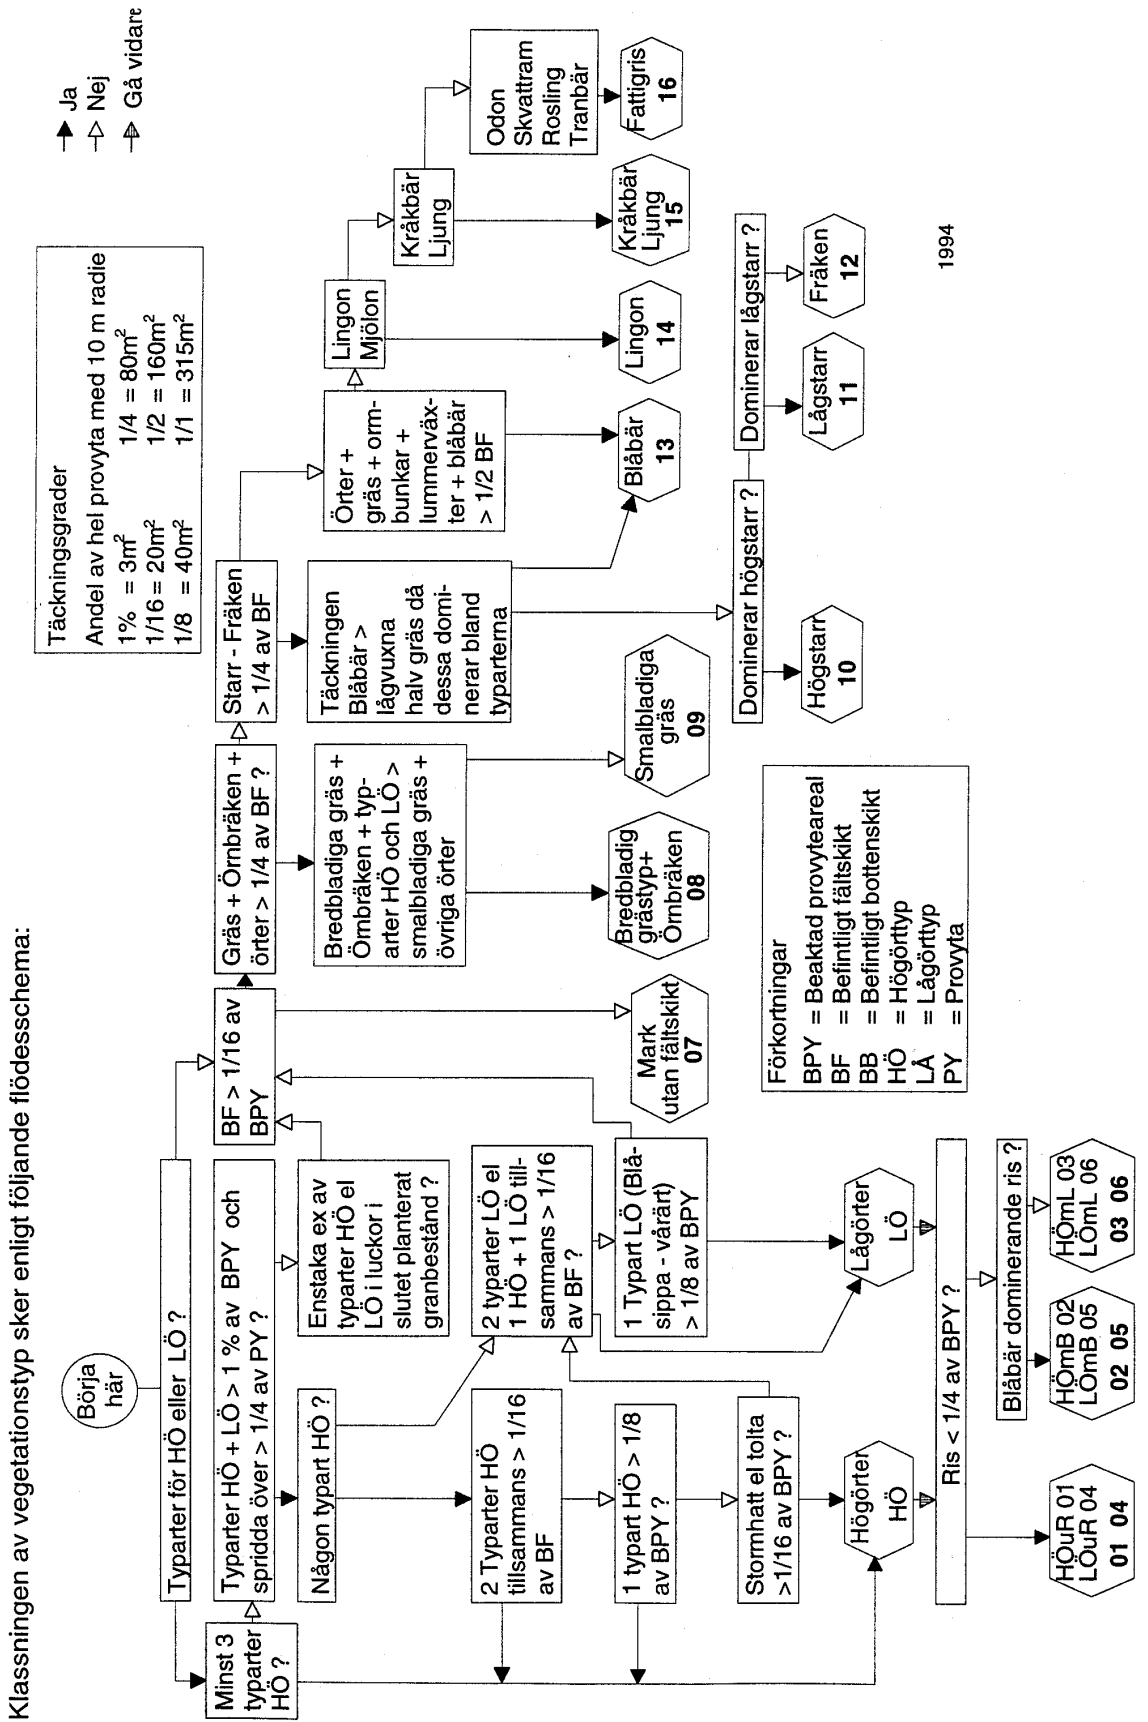 Klassningen av vegetationstyp sker enligt följande flödesschema:
Börja
här
Täckningsgrader
Andel av hel provyta med 10 m radie
1% = 3m² 1/4 = 80m²
1/16 = 20m² 1/2 = 160m²
1/8 = 40m² 1/1 = 315m²
Ja
Nej
Gå vidare
Typarter för HÖ eller LÖ ?
Minst 3
typarter
HÖ ?
Typarter HÖ + LÖ > 1 % av BPY och
spridda över > 1/4 av PY ?
BF > 1/16 av
BPY
Gräs + Örnbräken +
örter > 1/4 av BF ?
Starr - Fräken
> 1/4 av BF
Någon typart HÖ ?
Enstaka ex av
typarter HÖ el
LÖ i luckor i
slutet planterat
granbestånd ?
Bredbladiga gräs +
Örnbräken + typ-
arter HÖ och LÖ >
smalbladiga gräs +
övriga örter
Täckningen
Blåbär >
lågvuxna
halv gräs då
dessa domi-
nerar bland
typarterna
Örter +
gräs + orm-
bunkar +
lummerväx-
ter + blåbär
> 1/2 BF
Lingon
Mjölon
Kråkbär
Ljung
Odon
Skvattram
Rosling
Tranbär
2 Typarter HÖ
tillsammans > 1/16
av BF
2 typarter LÖ el
1 HÖ + 1 LÖ till-
sammans > 1/16
av BF ?
1 typart HÖ > 1/8
av BPY ?
1 Typart LÖ (Blå-
sippa - vårärt)
> 1/8 av BPY
Mark
utan fältskikt
07
Bredbladig
grästyp+
Örnbräken
08
Smalbladiga
gräs
09
Blåbär
13
Lingon
14
Kråkbär
Ljung
15
Fattigris
16
Stormhatt el tolta
>1/16 av BPY ?
Dominerar högstarr ?
Dominerar lågstarr ?
Högörter
HÖ
Lågörter
LÖ
Förkortningar
BPY = Beaktad provyteareal
BF = Befintligt fältskikt
BB = Befintligt bottenskikt
HÖ = Högörttyp
LÅ = Lågörttyp
PY = Provyta
Högstarr
10
Lågstarr
11
Fräken
12
Ris < 1/4 av BPY ?
1994
Blåbär dominerande ris ?
HÖuR 01
LÖuR 04
01 04
HÖmB 02
LÖmB 05
02 05
HÖmL 03
LÖmL 06
03 06